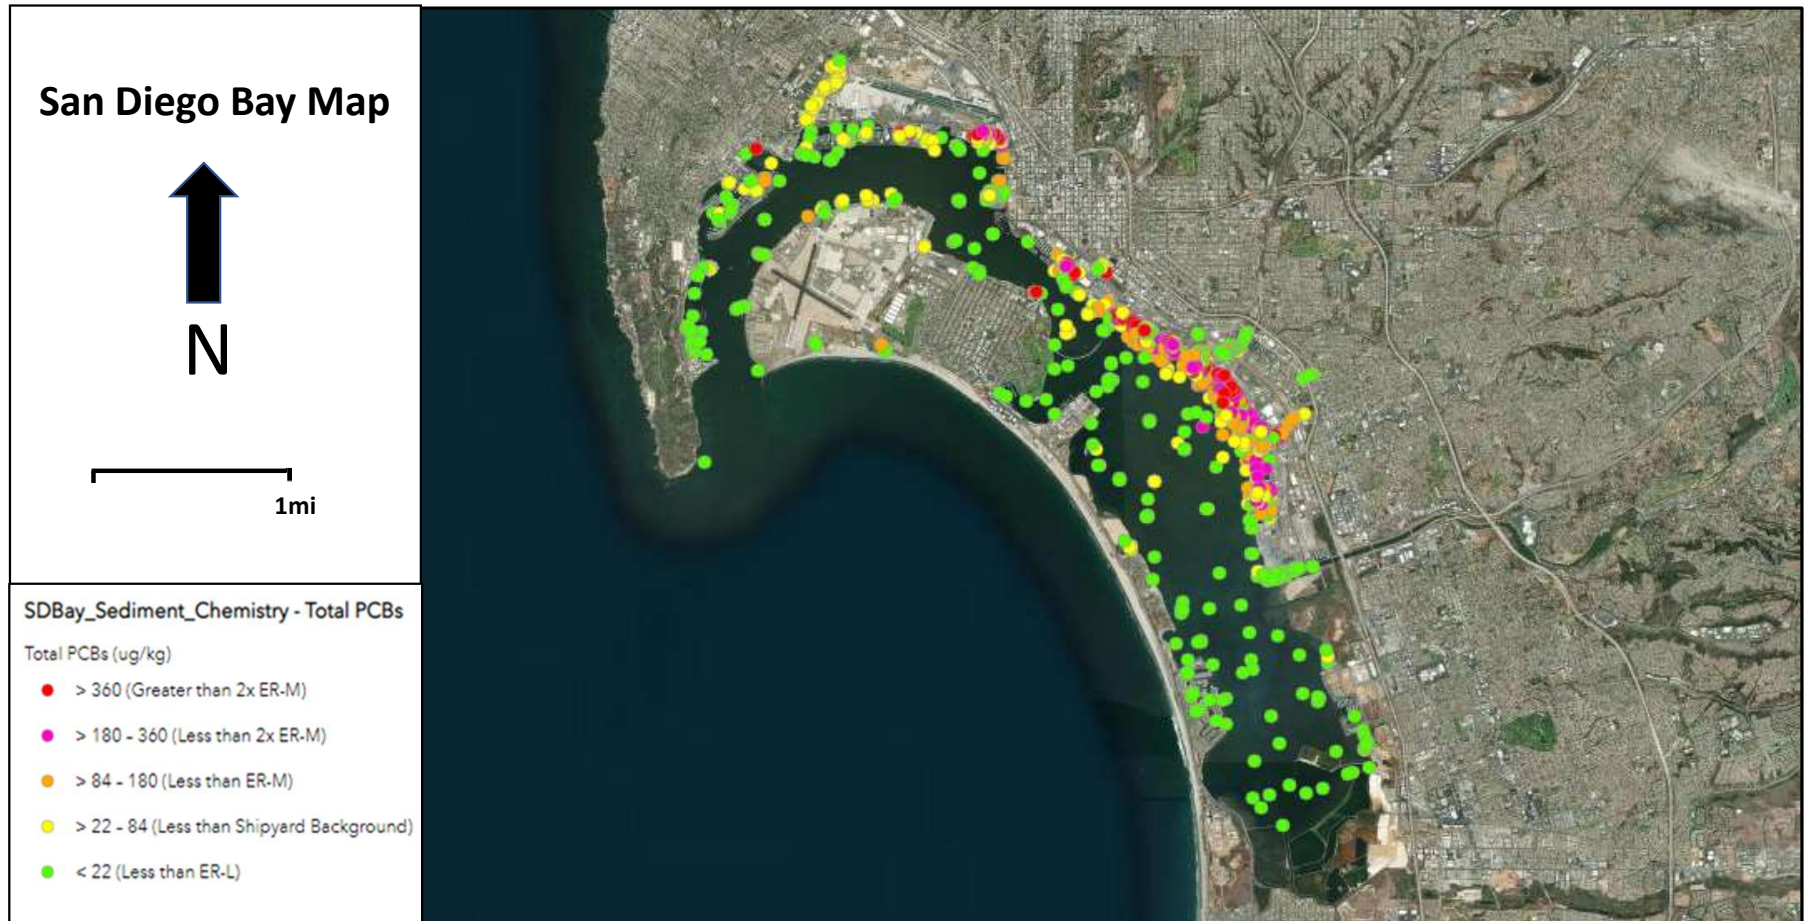 San Diego Bay Map
N
1mi
SDBay_Sediment_Chemistry - Total PCBs
Total PCBs (ug/kg)
> 360 (Greater than 2x ER-M)
> 180 - 360 (Less than 2x ER-M)
> 84 - 180 (Less than ER-M)
> 22 - 84 (Less than Shipyard Background)
< 22 (Less than ER-L)